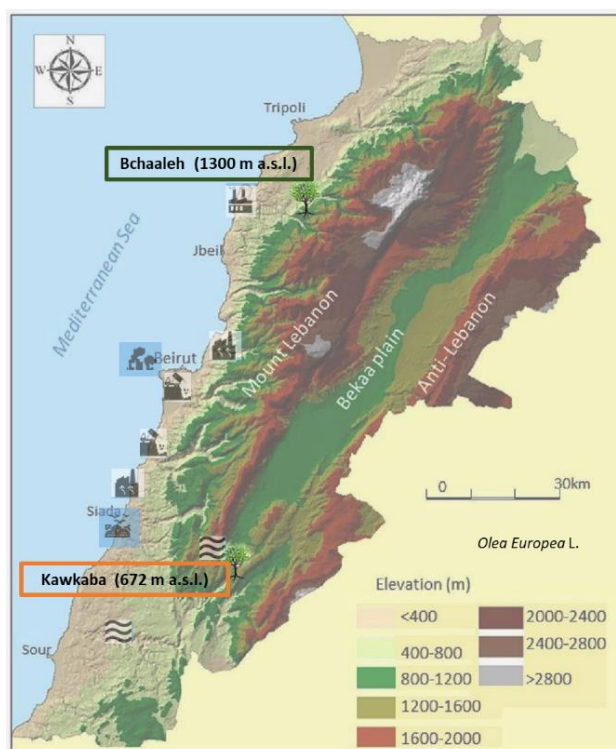 N
W E
S
Tripoli
Bchaaleh (1300 m a.s.l.)
Mediterranean Sea
Jbeil
Mount Lebanon
Beirut
Bekaa plain
Anti-Lebanon
0 30km
Siada
Olea Europea L.
Kawkaba (672 m a.s.l.)
Sour
Elevation (m)
<400
400-800
800-1200
1200-1600
1600-2000
2000-2400
2400-2800
>2800